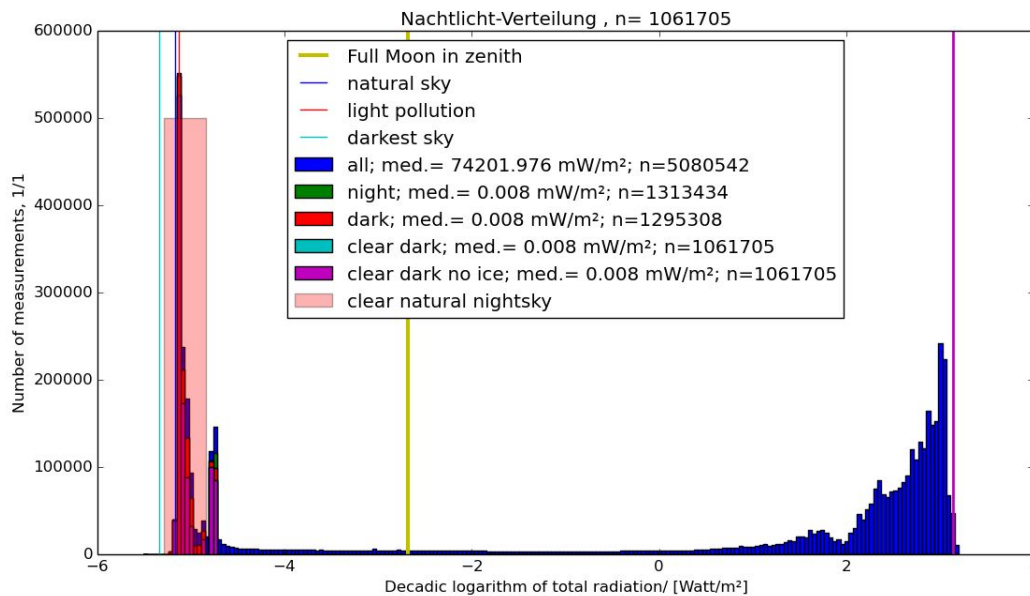 Nachtlicht-Verteilung , n= 1061705
600000
500000
400000
300000
200000
100000
0
Number of measurements, 1/1
Full Moon in zenith
natural sky
light pollution
darkest sky
all; med.= 74201.976 mW/m²; n=5080542
night; med.= 0.008 mW/m²; n=1313434
dark; med.= 0.008 mW/m²; n=1295308
clear dark; med.= 0.008 mW/m²; n=1061705
clear dark no ice; med.= 0.008 mW/m²; n=1061705
clear natural nightsky
−6 −4 −2 0 2
Decadic logarithm of total radiation/ [Watt/m²]